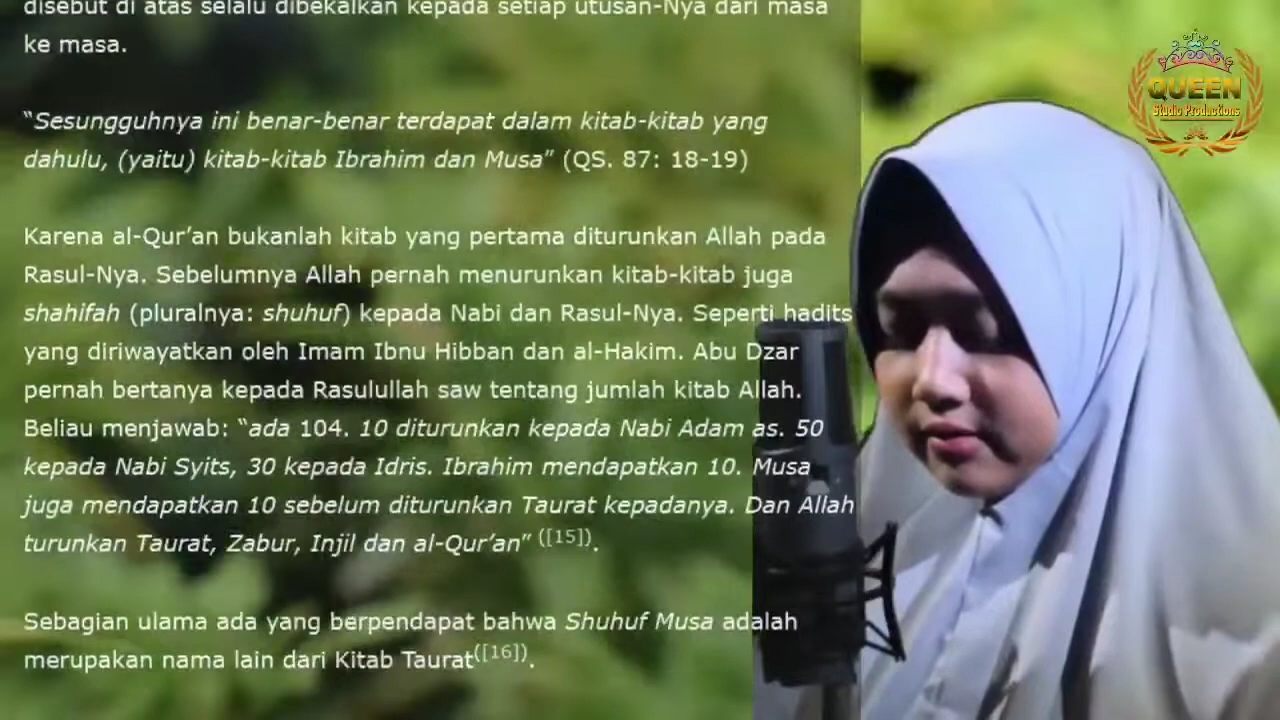 disebut di atas selalu dibekalkan kepada setiap utusan-Nya dari masa
ke masa.
“Sesungguhnya ini benar-benar terdapat dalam kitab-kitab yang
dahulu, (yaitu) kitab-kitab Ibrahim dan Musa” (QS. 87: 18-19)
Karena al-Qur’an bukanlah kitab yang pertama diturunkan Allah pada
Rasul-Nya. Sebelumnya Allah pernah menurunkan kitab-kitab juga
shahifah (pluralnya: shuhuf) kepada Nabi dan Rasul-Nya. Seperti hadits
yang diriwayatkan oleh Imam Ibnu Hibban dan al-Hakim. Abu Dzar
pernah bertanya kepada Rasulullah saw tentang jumlah kitab Allah.
Beliau menjawab: “ada 104. 10 diturunkan kepada Nabi Adam as. 50
kepada Nabi Syits, 30 kepada Idris. Ibrahim mendapatkan 10. Musa
juga mendapatkan 10 sebelum diturunkan Taurat kepadanya. Dan Allah
turunkan Taurat, Zabur, Injil dan al-Qur’an” ([15]).
Sebagian ulama ada yang berpendapat bahwa Shuhuf Musa adalah
merupakan nama lain dari Kitab Taurat([16]).
QUEEN
Studio Productions